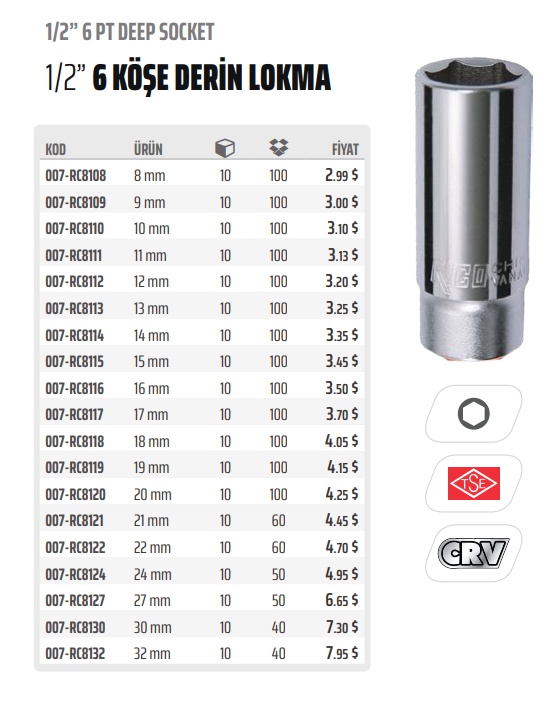 1/2” 6 PT DEEP SOCKET
1/2” 6 KÖŞE DERİN LOKMA
KOD ÜRÜN FİYAT
007-RC8108 8 mm 10 100 2.99 $
007-RC8109 9 mm 10 100 3.00 $
007-RC8110 10 mm 10 100 3.10 $
007-RC8111 11 mm 10 100 3.13 $
007-RC8112 12 mm 10 100 3.20 $
007-RC8113 13 mm 10 100 3.25 $
007-RC8114 14 mm 10 100 3.35 $
007-RC8115 15 mm 10 100 3.45 $
007-RC8116 16 mm 10 100 3.50 $
007-RC8117 17 mm 10 100 3.70 $
007-RC8118 18 mm 10 100 4.05 $
007-RC8119 19 mm 10 100 4.15 $
007-RC8120 20 mm 10 100 4.25 $
007-RC8121 21 mm 10 60 4.45 $
007-RC8122 22 mm 10 60 4.70 $
007-RC8124 24 mm 10 50 4.95 $
007-RC8127 27 mm 10 50 6.65 $
007-RC8130 30 mm 10 40 7.30 $
007-RC8132 32 mm 10 40 7.95 $
TSE
CRV